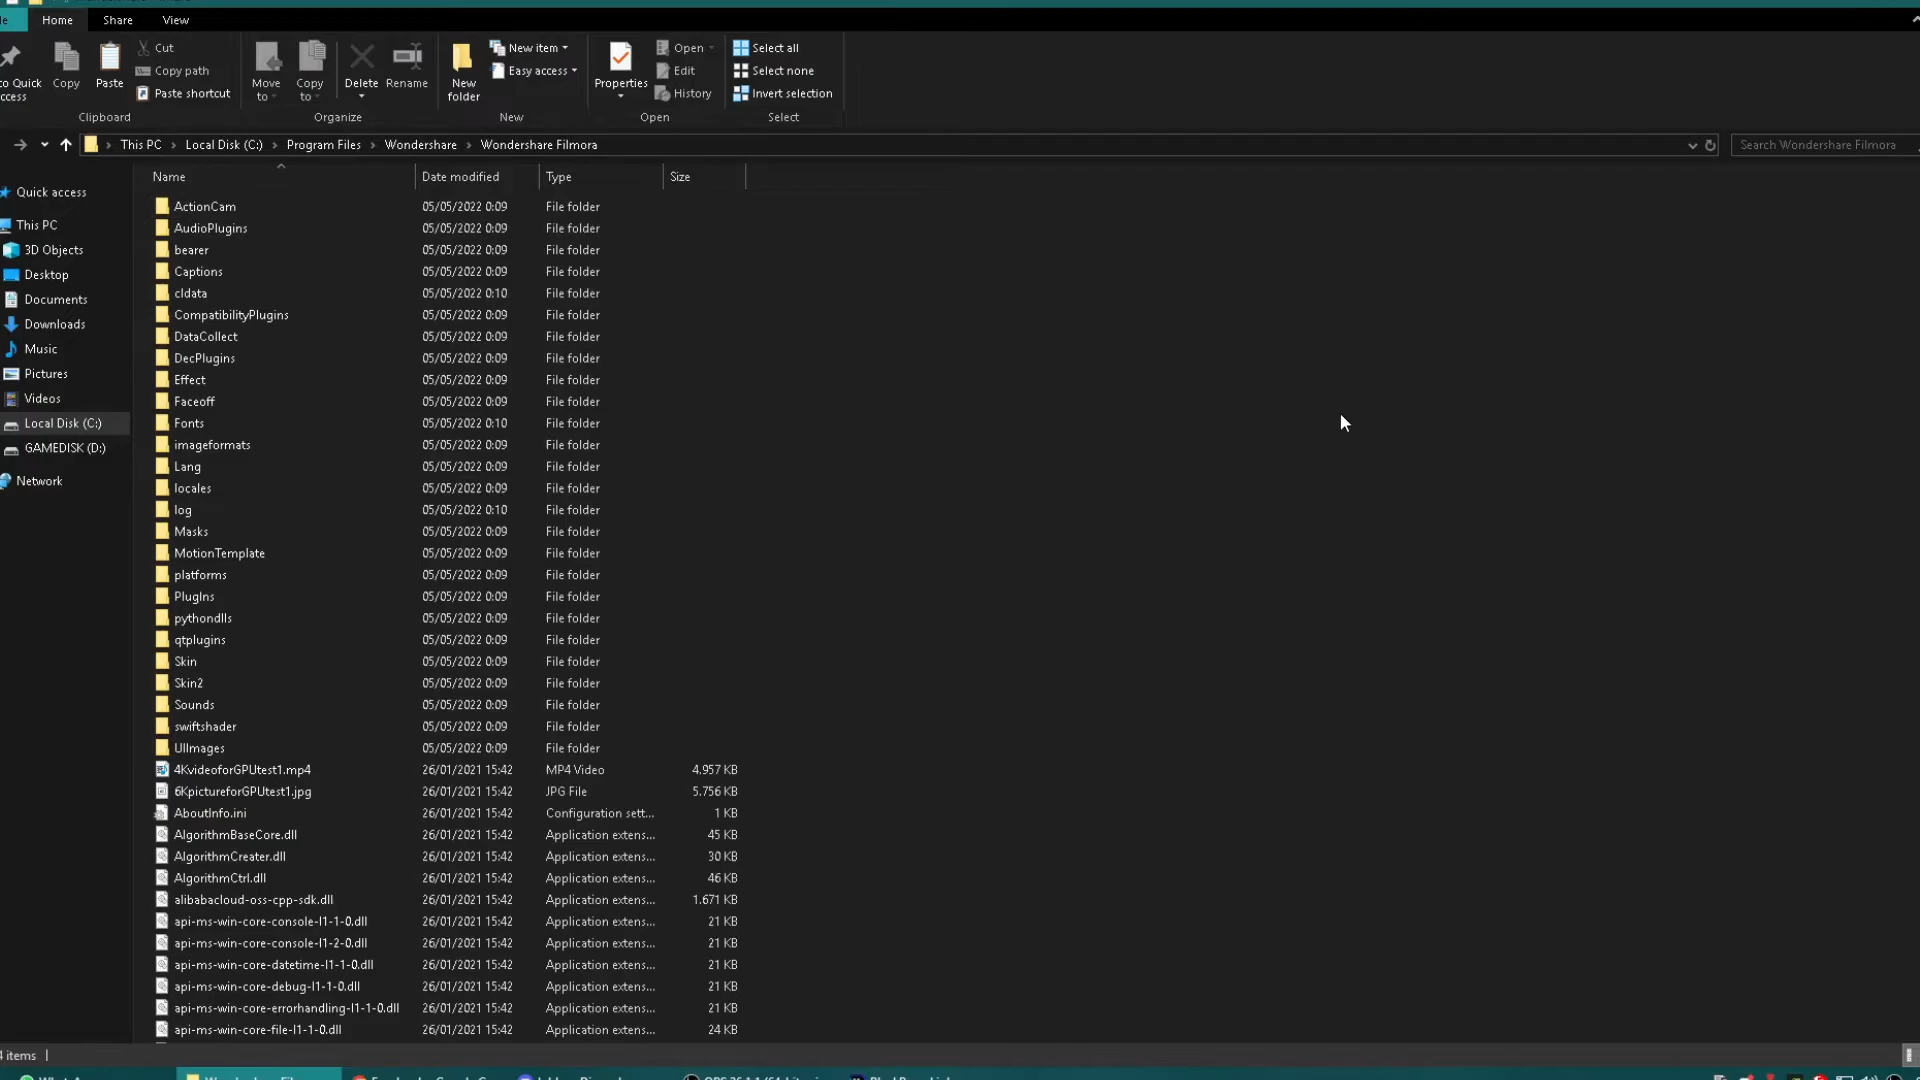 Home Share View
Cut
Copy path
Paste shortcut
Copy
Paste
Move to
Copy to
Delete
Rename
New folder
New item
Easy access
Properties
Open
Edit
History
Select all
Select none
Invert selection
Clipboard Organize New Open Select
This PC Local Disk (C:) Program Files Wondershare Wondershare Filmora
Search Wondershare Filmora
Quick access
This PC
3D Objects
Desktop
Documents
Downloads
Music
Pictures
Videos
Local Disk (C:)
GAMEDISK (D:)
Network
Name Date modified Type Size
ActionCam 05/05/2022 0:09 File folder
AudioPlugins 05/05/2022 0:09 File folder
bearer 05/05/2022 0:09 File folder
Captions 05/05/2022 0:09 File folder
cldata 05/05/2022 0:10 File folder
CompatibilityPlugins 05/05/2022 0:09 File folder
DataCollect 05/05/2022 0:09 File folder
DecPlugins 05/05/2022 0:09 File folder
Effect 05/05/2022 0:09 File folder
Faceoff 05/05/2022 0:09 File folder
Fonts 05/05/2022 0:10 File folder
imageformats 05/05/2022 0:09 File folder
Lang 05/05/2022 0:09 File folder
locales 05/05/2022 0:09 File folder
log 05/05/2022 0:10 File folder
Masks 05/05/2022 0:09 File folder
MotionTemplate 05/05/2022 0:09 File folder
platforms 05/05/2022 0:09 File folder
PlugIns 05/05/2022 0:09 File folder
pythondlls 05/05/2022 0:09 File folder
qtplugins 05/05/2022 0:09 File folder
Skin 05/05/2022 0:09 File folder
Skin2 05/05/2022 0:09 File folder
Sounds 05/05/2022 0:09 File folder
swiftshader 05/05/2022 0:09 File folder
UIImages 05/05/2022 0:09 File folder
4KvideoforGPUtest1.mp4 26/01/2021 15:42 MP4 Video 4.957 KB
6KpictureforGPUtest1.jpg 26/01/2021 15:42 JPG File 5.756 KB
AboutInfo.ini 26/01/2021 15:42 Configuration sett... 1 KB
AlgorithmBaseCore.dll 26/01/2021 15:42 Application extens... 45 KB
AlgorithmCreater.dll 26/01/2021 15:42 Application extens... 30 KB
AlgorithmCtrl.dll 26/01/2021 15:42 Application extens... 46 KB
alibabacloud-oss-cpp-sdk.dll 26/01/2021 15:42 Application extens... 1.671 KB
api-ms-win-core-console-l1-1-0.dll 26/01/2021 15:42 Application extens... 21 KB
api-ms-win-core-console-l1-2-0.dll 26/01/2021 15:42 Application extens... 21 KB
api-ms-win-core-datetime-l1-1-0.dll 26/01/2021 15:42 Application extens... 21 KB
api-ms-win-core-debug-l1-1-0.dll 26/01/2021 15:42 Application extens... 21 KB
api-ms-win-core-errorhandling-l1-1-0.dll 26/01/2021 15:42 Application extens... 21 KB
api-ms-win-core-file-l1-1-0.dll 26/01/2021 15:42 Application extens... 24 KB
items